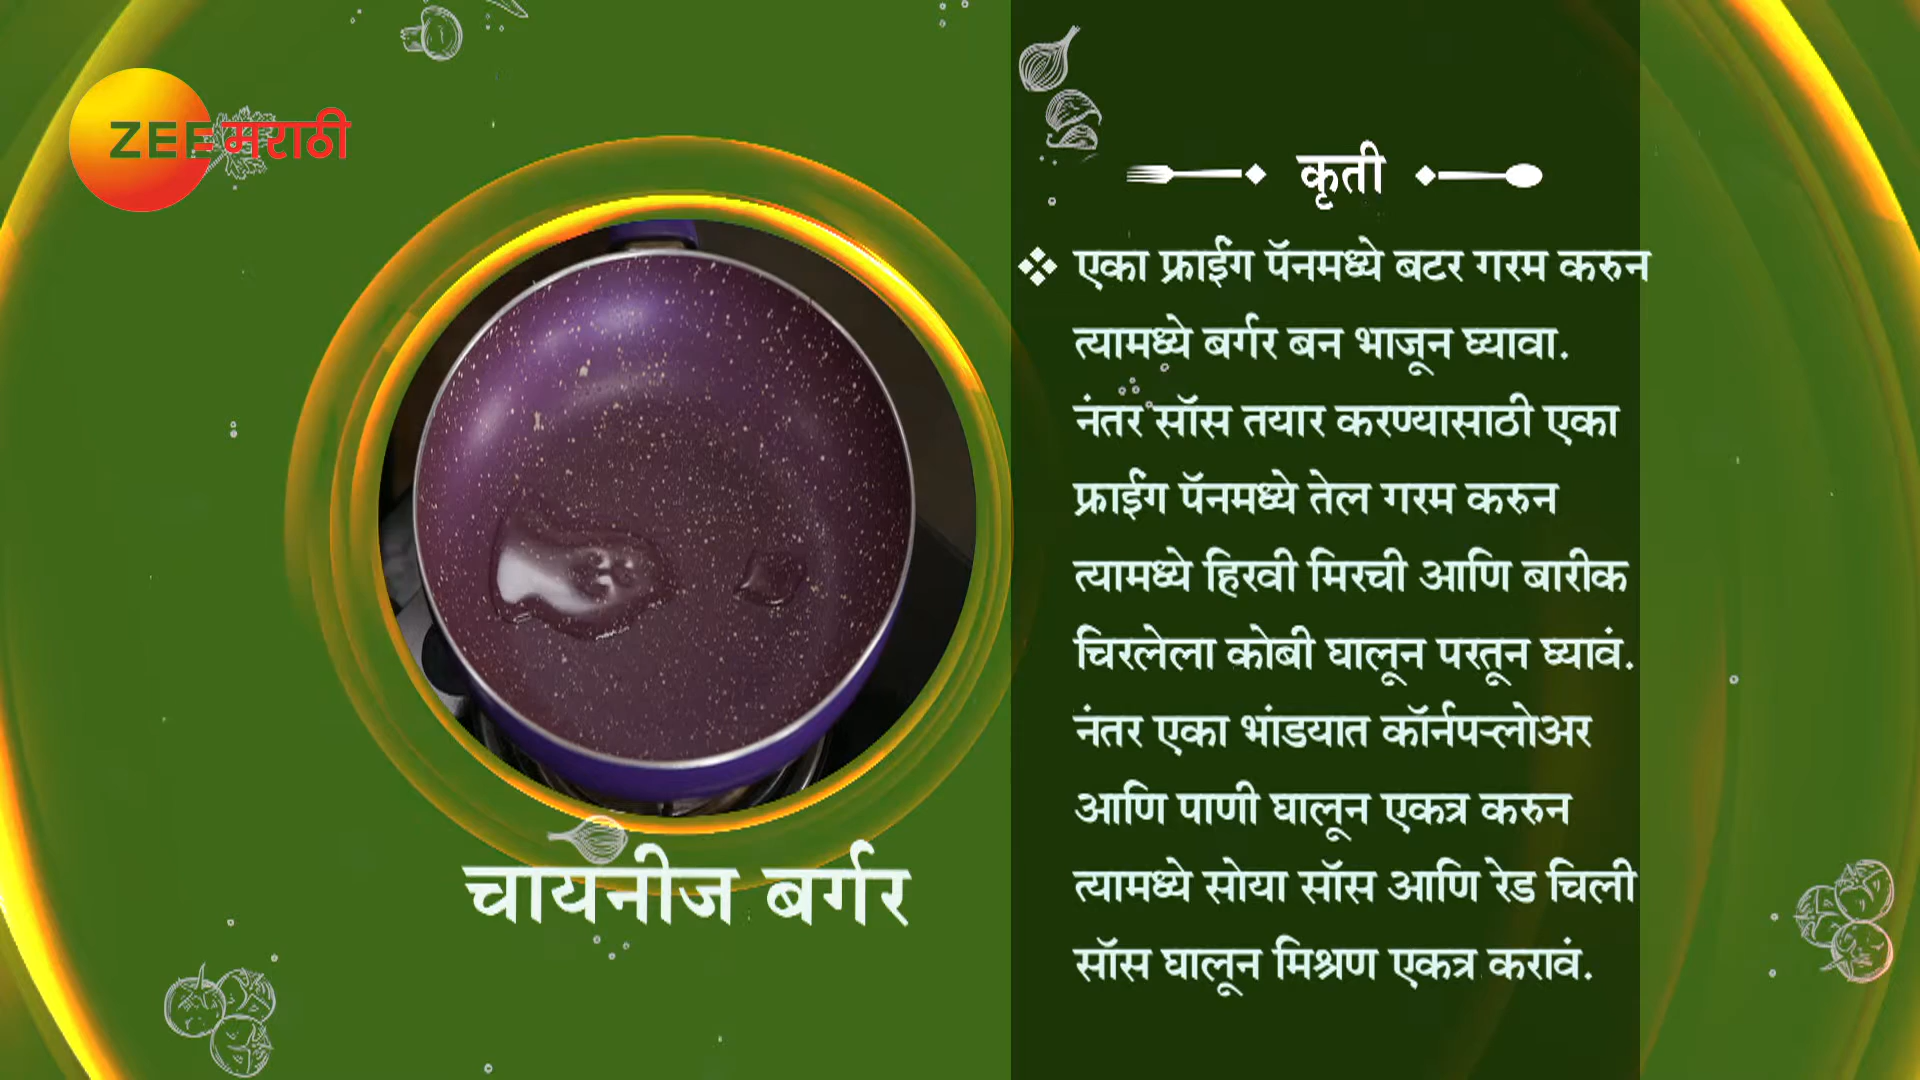 ZEE मराठी
कृती
एका फ्राईंग पॅनमध्ये बटर गरम करुन
त्यामध्ये बर्गर बन भाजून घ्यावा.
नंतर सॉस तयार करण्यासाठी एका
फ्राईंग पॅनमध्ये तेल गरम करुन
त्यामध्ये हिरवी मिरची आणि बारीक
चिरलेला कोबी घालून परतून घ्यावं.
नंतर एका भांडयात कॉर्नपऱ्लोअर
आणि पाणी घालून एकत्र करुन
त्यामध्ये सोया सॉस आणि रेड चिली
सॉस घालून मिश्रण एकत्र करावं.
चायनीज बर्गर